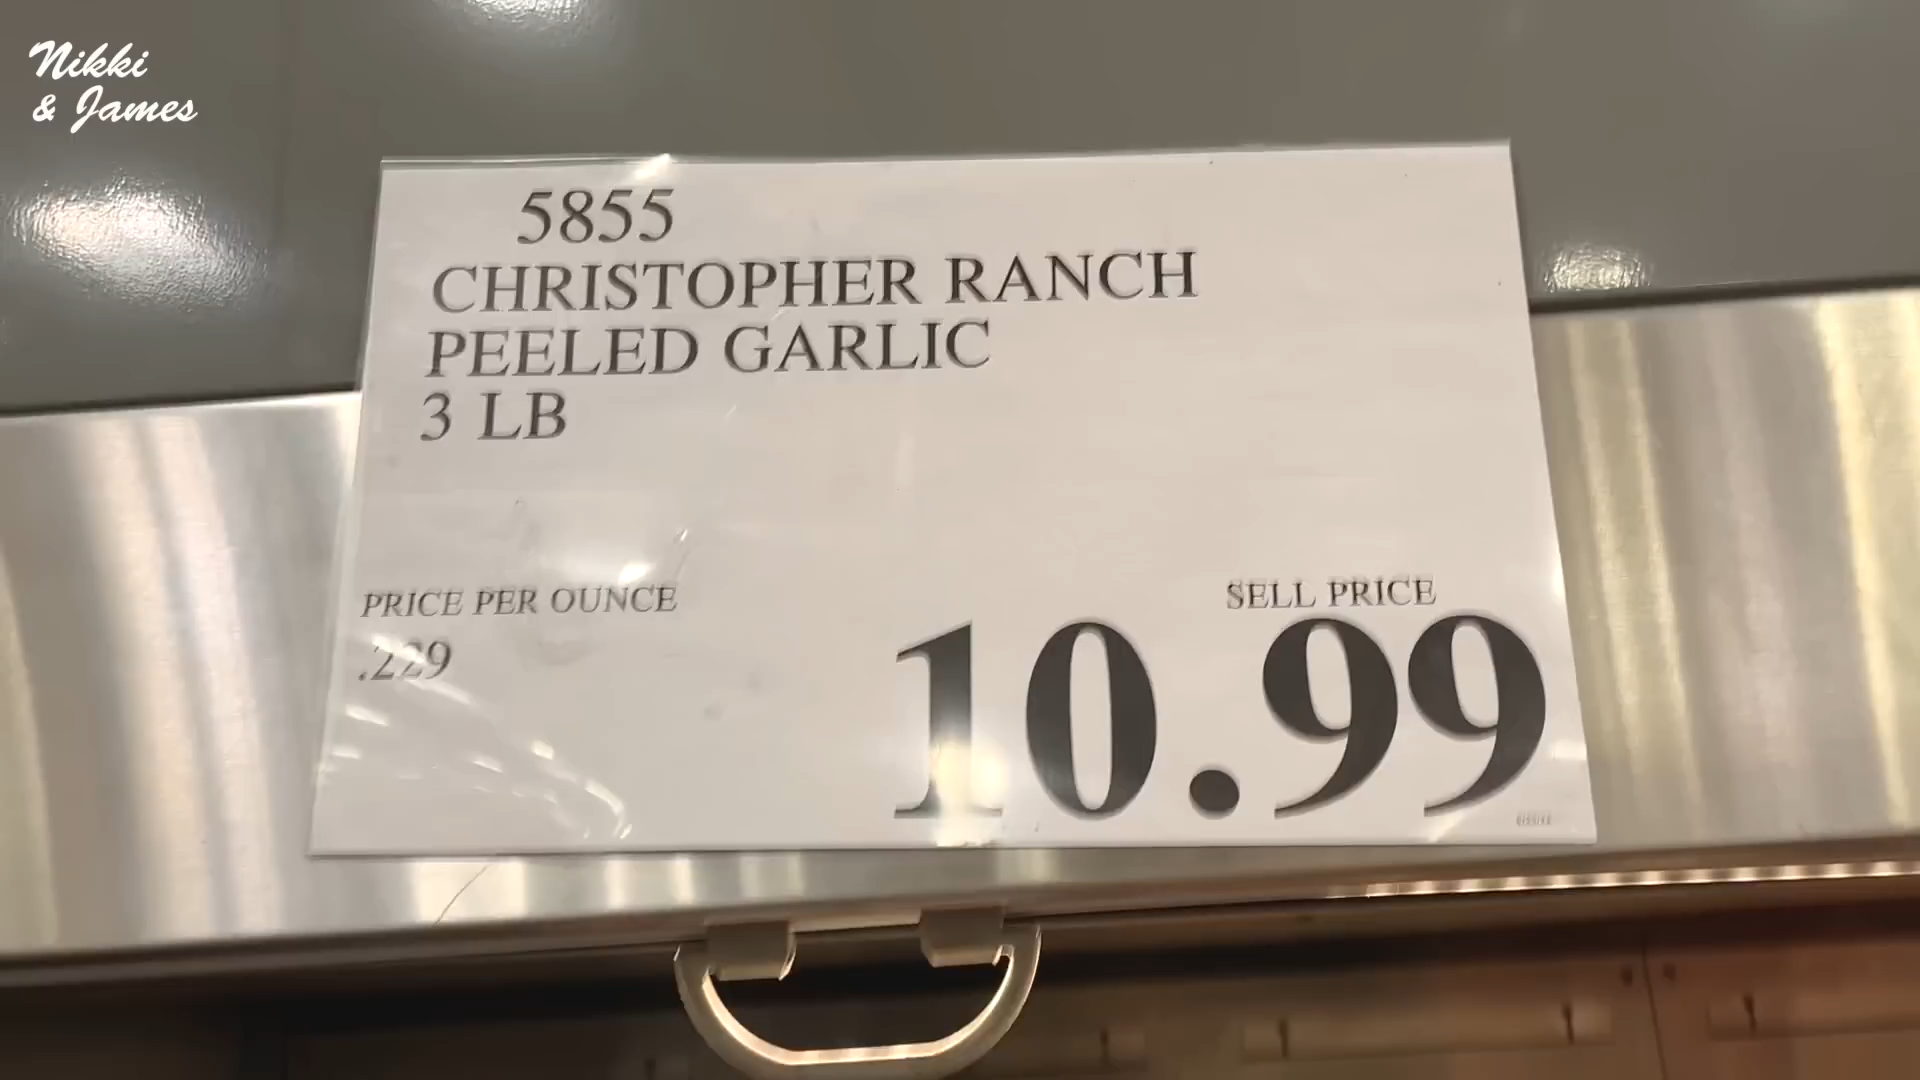 Nikki
& James
5855
CHRISTOPHER RANCH
PEELED GARLIC
3 LB
PRICE PER OUNCE
.229
SELL PRICE
10.99